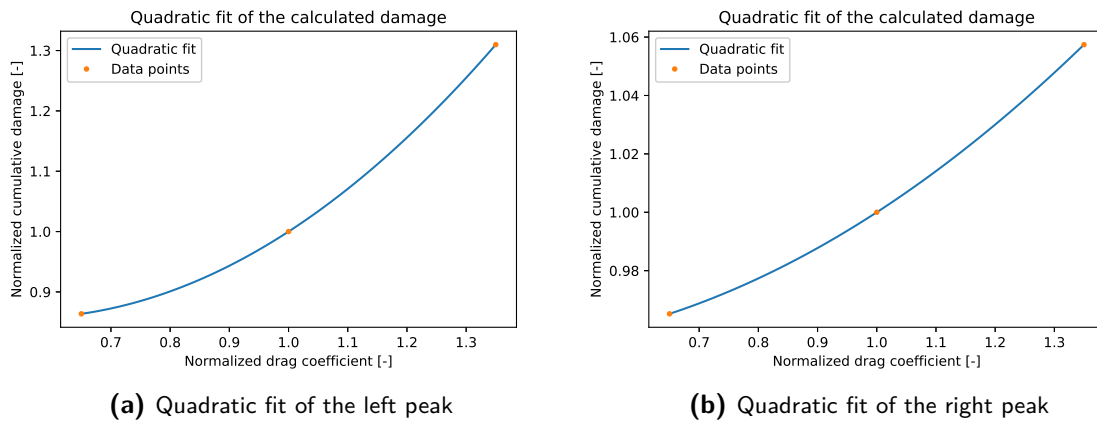 Quadratic fit of the calculated damage
Quadratic fit
Data points
1.3
1.2
1.1
1.0
0.9
Normalized cumulative damage [-]
0.7 0.8 0.9 1.0 1.1 1.2 1.3
Normalized drag coefficient [-]
(a) Quadratic fit of the left peak
Quadratic fit of the calculated damage
Quadratic fit
Data points
1.06
1.04
1.02
1.00
0.98
Normalized cumulative damage [-]
0.7 0.8 0.9 1.0 1.1 1.2 1.3
Normalized drag coefficient [-]
(b) Quadratic fit of the right peak